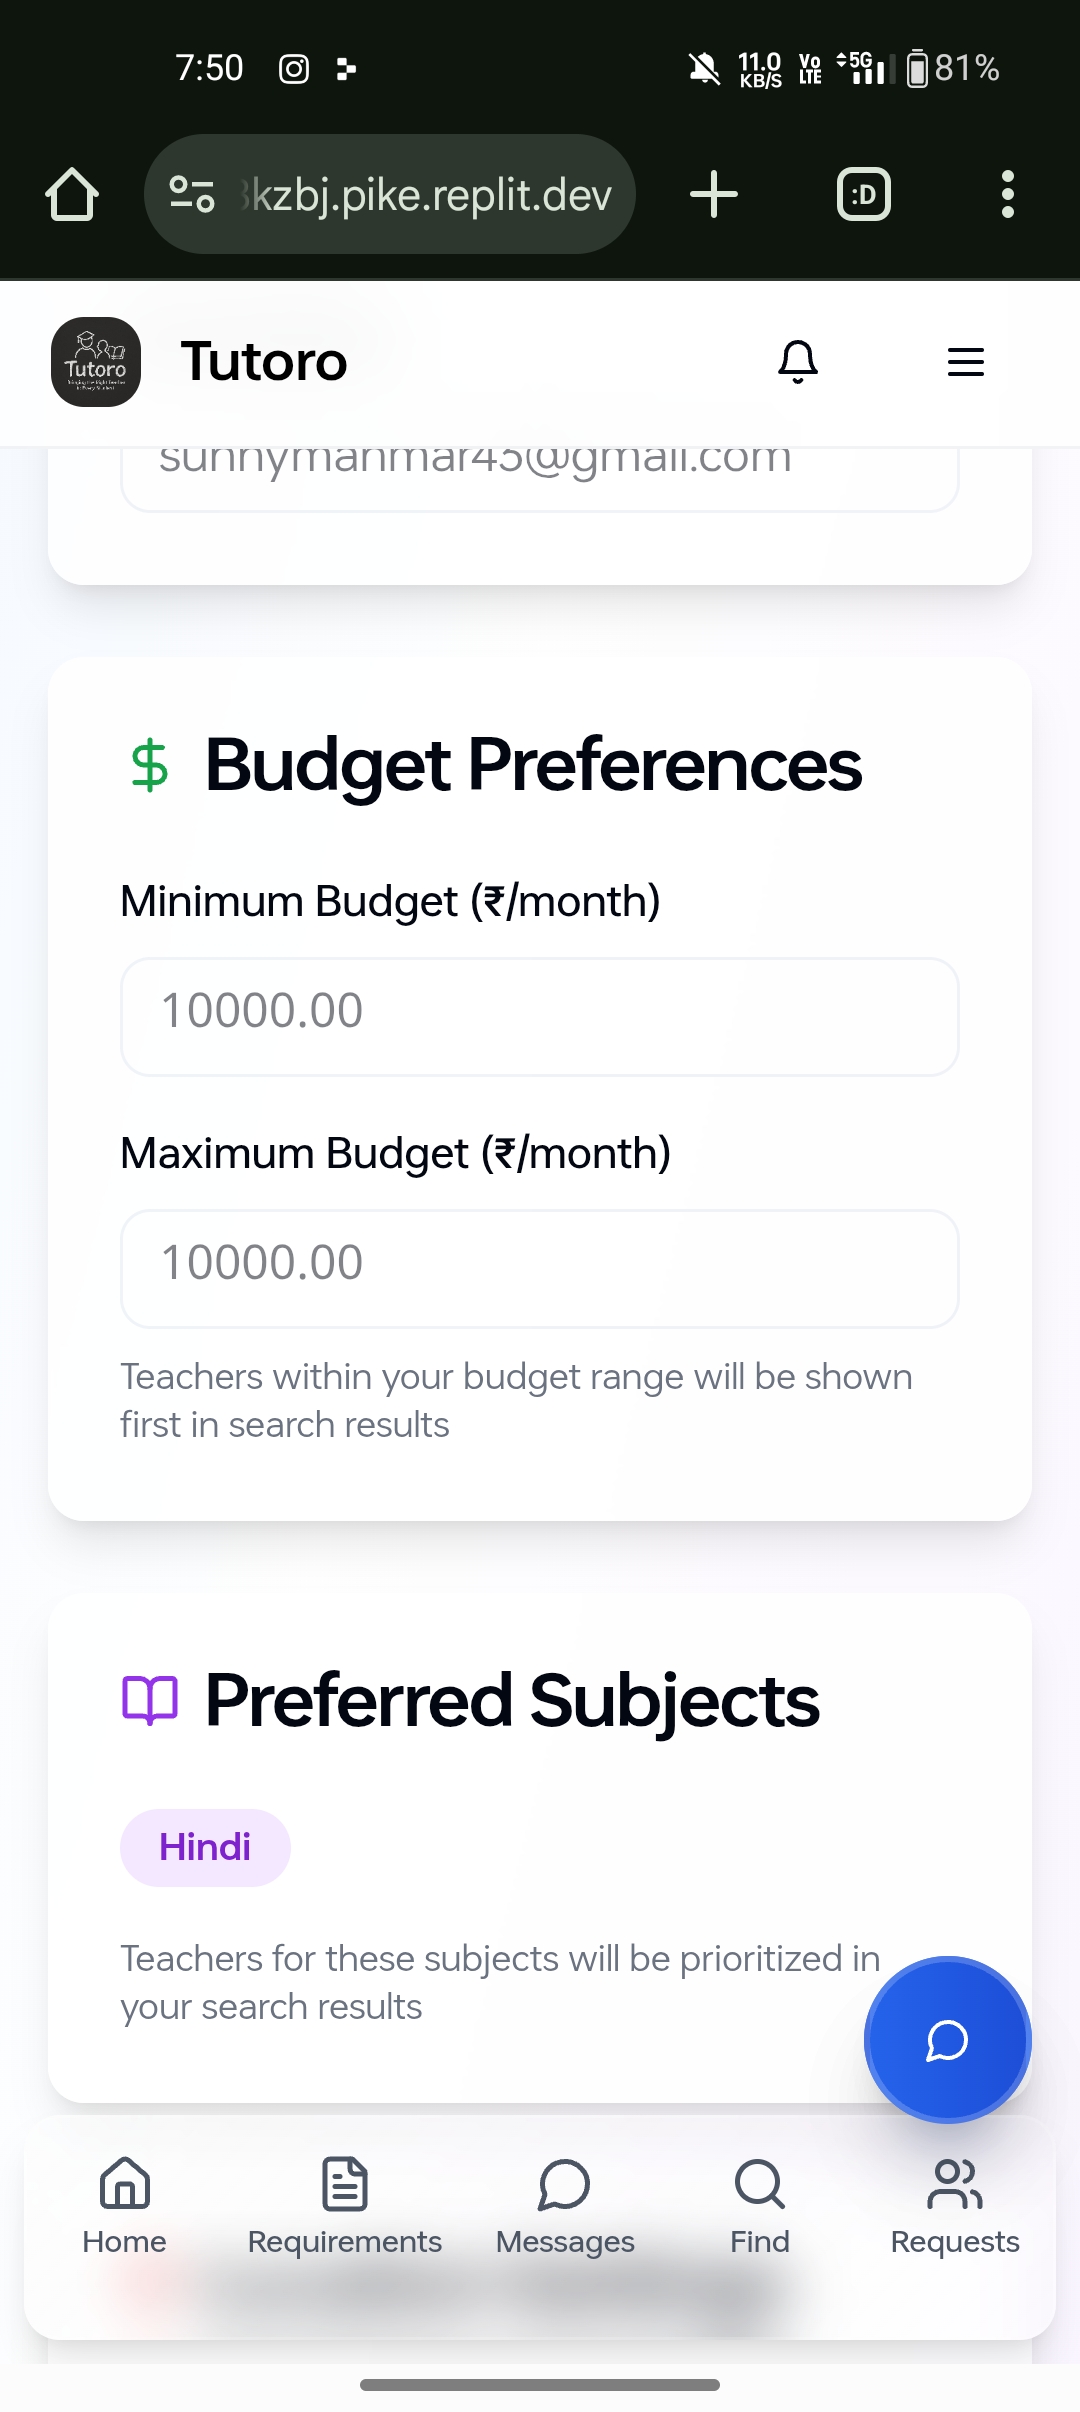 7:50
11.0
KB/S
Vo
LTE
5G
81%
kzbj.pike.replit.dev
:D
Tutoro
Tutoro
sunnymahmar45@gmail.com
Budget Preferences
Minimum Budget (₹/month)
10000.00
Maximum Budget (₹/month)
10000.00
Teachers within your budget range will be shown
first in search results
Preferred Subjects
Hindi
Teachers for these subjects will be prioritized in
your search results
Home
Requirements
Messages
Find
Requests